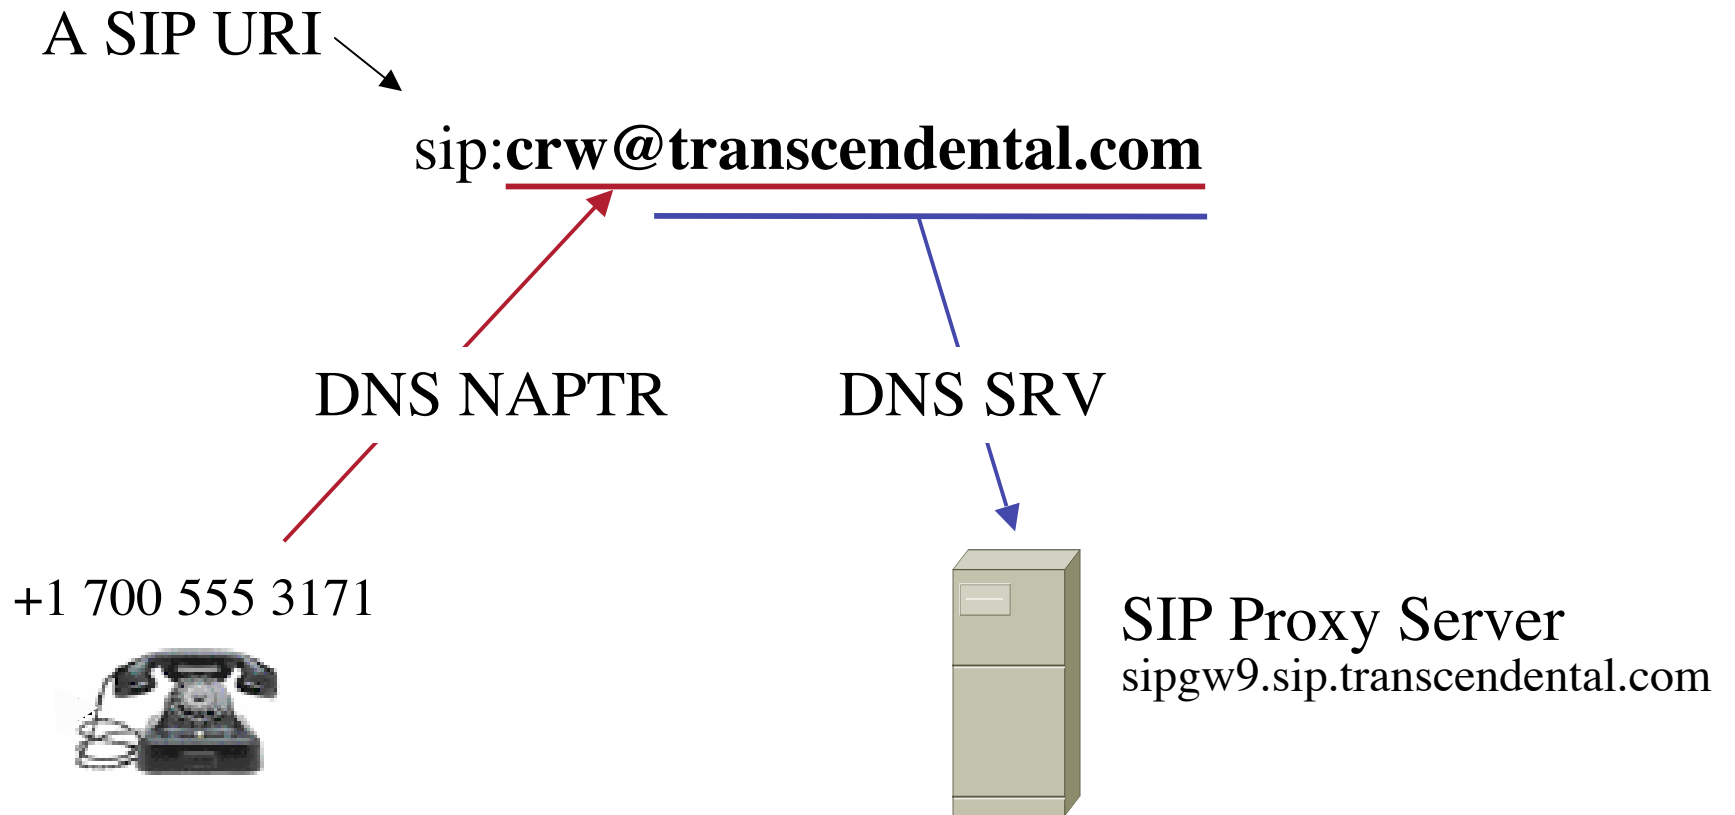 A SIP URI
sip:crw@transcendental.com
DNS NAPTR
DNS SRV
+1 700 555 3171
SIP Proxy Server
sipgw9.sip.transcendental.com